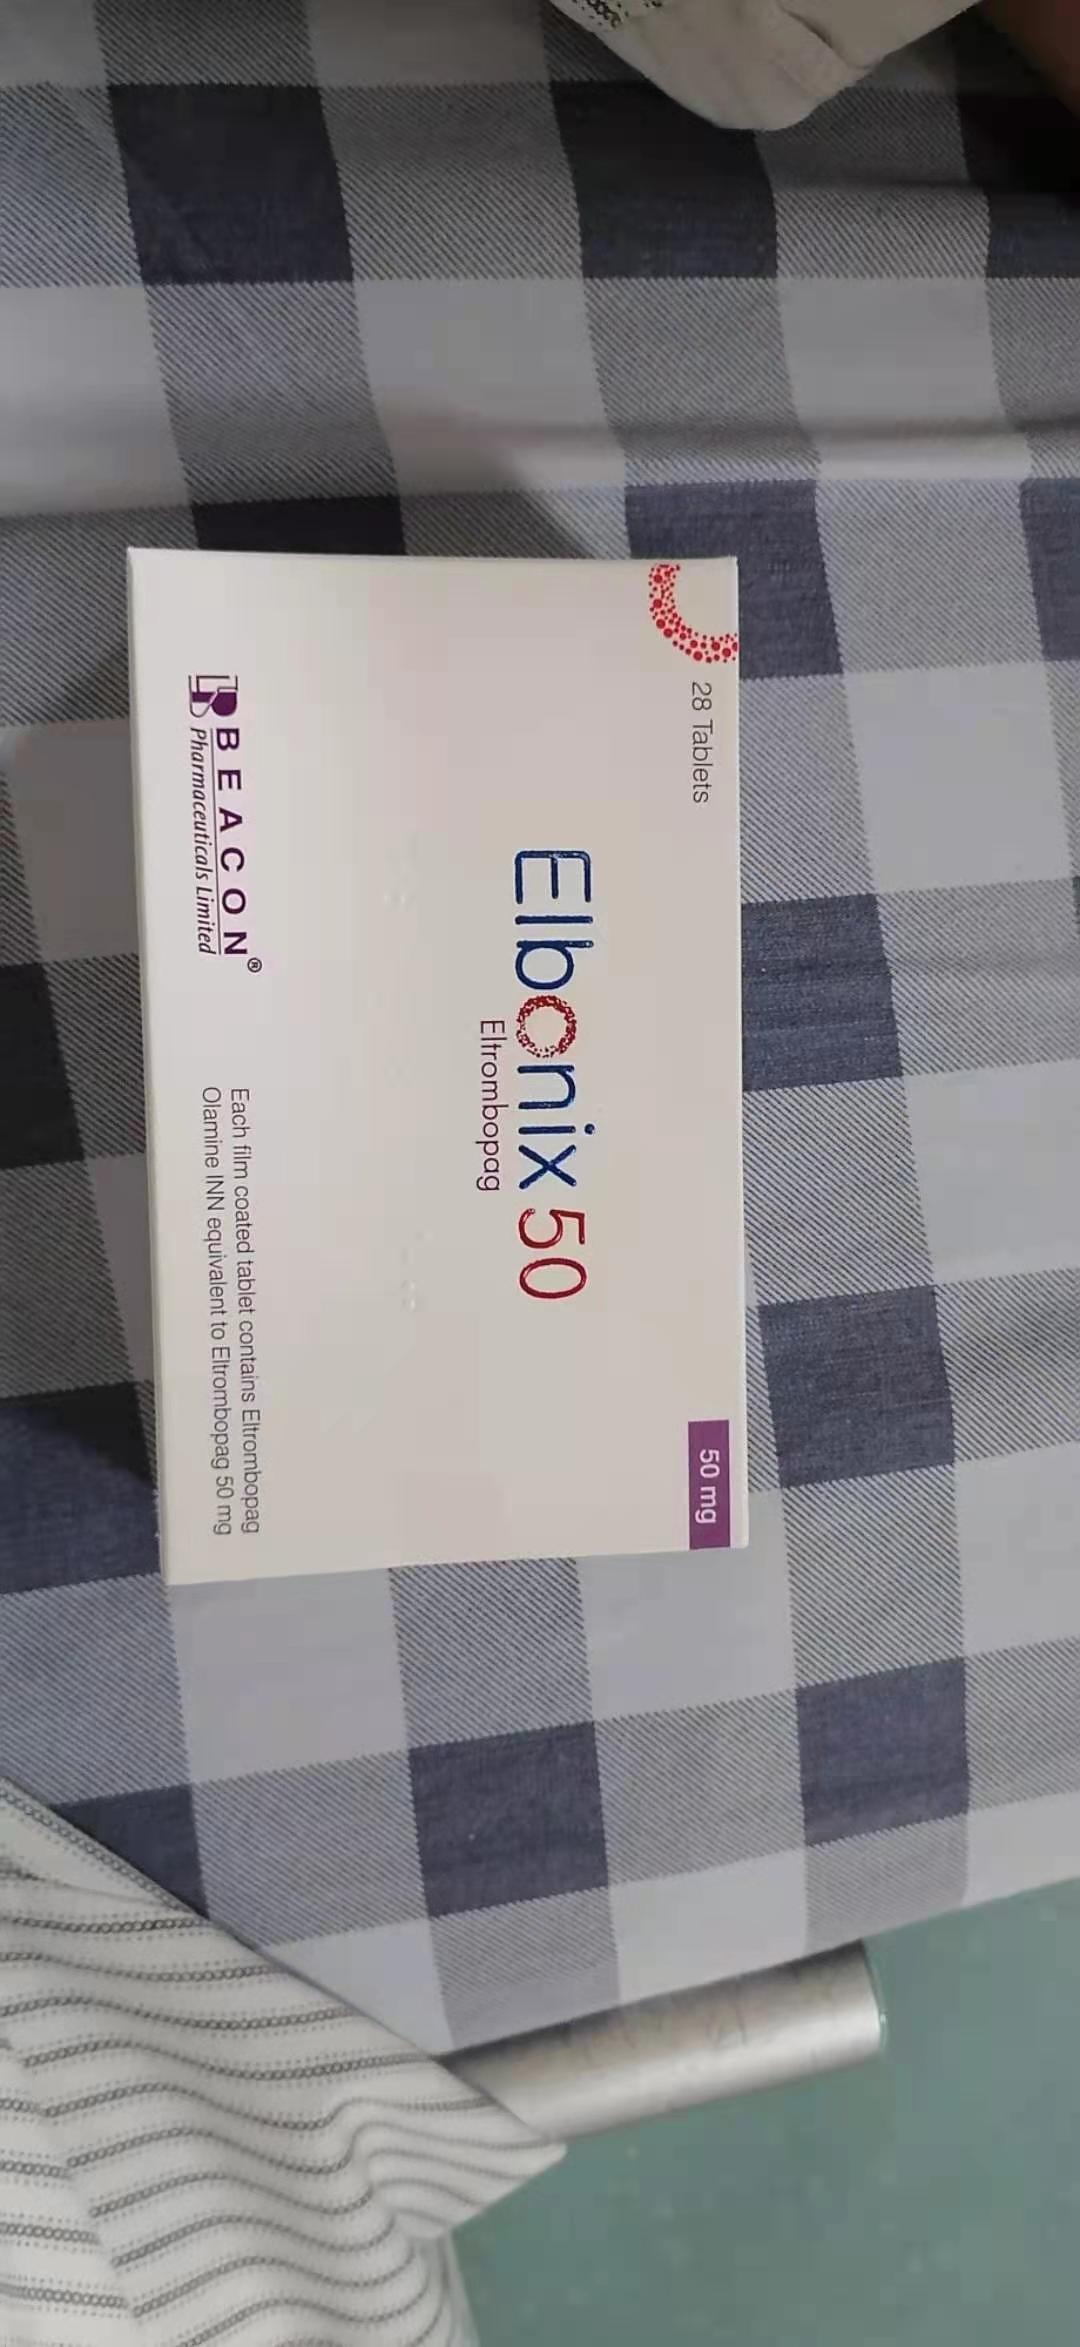 28 Tablets
50 mg
Elbonix 50
Eltrombopag
BEACON®
Pharmaceuticals Limited
Each film coated tablet contains Eltrombopag
Olamine INN equivalent to Eltrombopag 50 mg